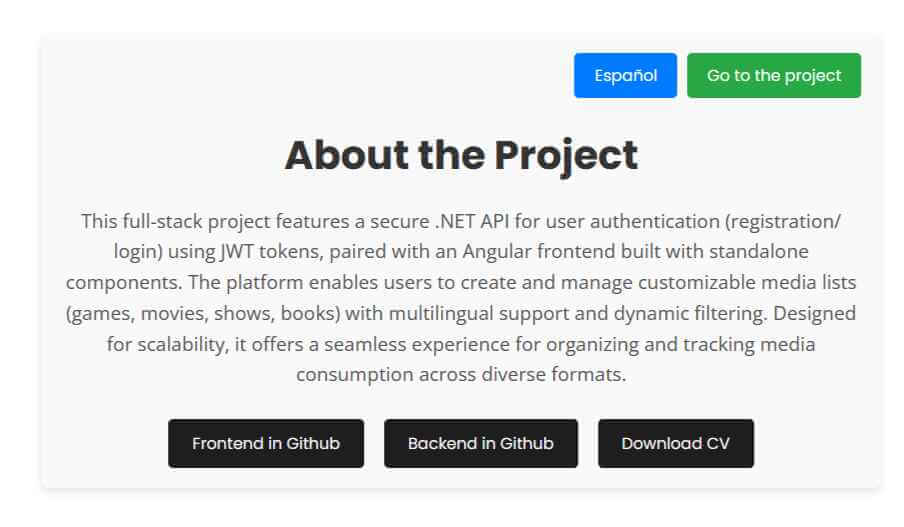 Español
Go to the project
About the Project
This full-stack project features a secure .NET API for user authentication (registration/
login) using JWT tokens, paired with an Angular frontend built with standalone
components. The platform enables users to create and manage customizable media lists
(games, movies, shows, books) with multilingual support and dynamic filtering. Designed
for scalability, it offers a seamless experience for organizing and tracking media
consumption across diverse formats.
Frontend in Github
Backend in Github
Download CV